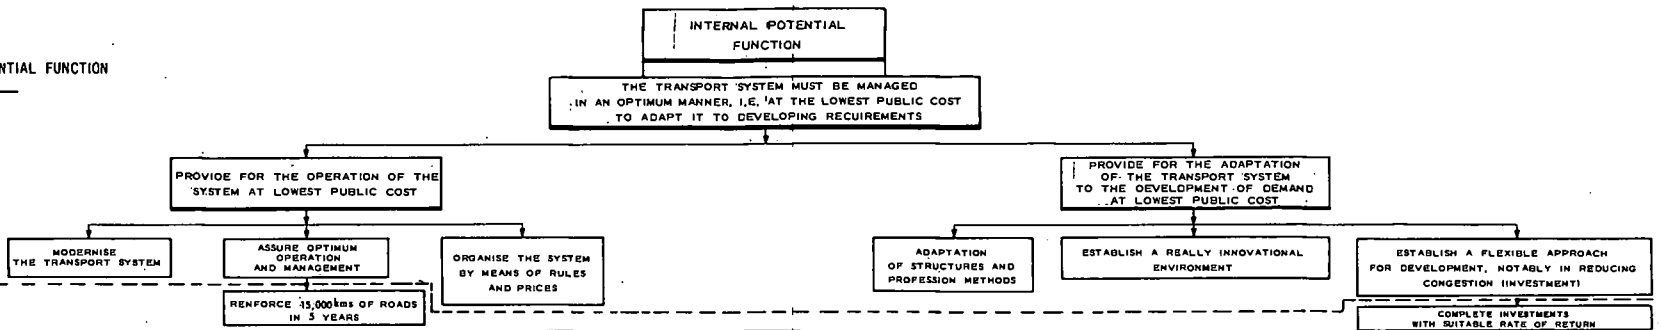 NTIAL FUNCTION
INTERNAL POTENTIAL
FUNCTION
THE TRANSPORT SYSTEM MUST BE MANAGED
IN AN OPTIMUM MANNER, I.E. AT THE LOWEST PUBLIC COST
TO ADAPT IT TO DEVELOPING RECUIREMENTS
PROVIDE FOR THE OPERATION OF THE
SYSTEM AT LOWEST PUBLIC COST
PROVIDE FOR THE ADAPTATION
OF THE TRANSPORT SYSTEM
TO THE DEVELOPMENT OF DEMAND
AT LOWEST PUBLIC COST
MODERNISE
THE TRANSPORT SYSTEM
ASSURE OPTIMUM
OPERATION
AND MANAGEMENT
ORGANISE THE SYSTEM
BY MEANS OF RULES
AND PRICES
ADAPTATION
OF STRUCTURES AND
PROFESSION METHODS
ESTABLISH A REALLY INNOVATIONAL
ENVIRONMENT
ESTABLISH A FLEXIBLE APPROACH
FOR DEVELOPMENT, NOTABLY IN REDUCING
CONGESTION (INVESTMENT)
RENFORCE 15,000 kms OF ROADS
IN 5 YEARS
COMPLETE INVESTMENTS
WITH SUITABLE RATE OF RETURN